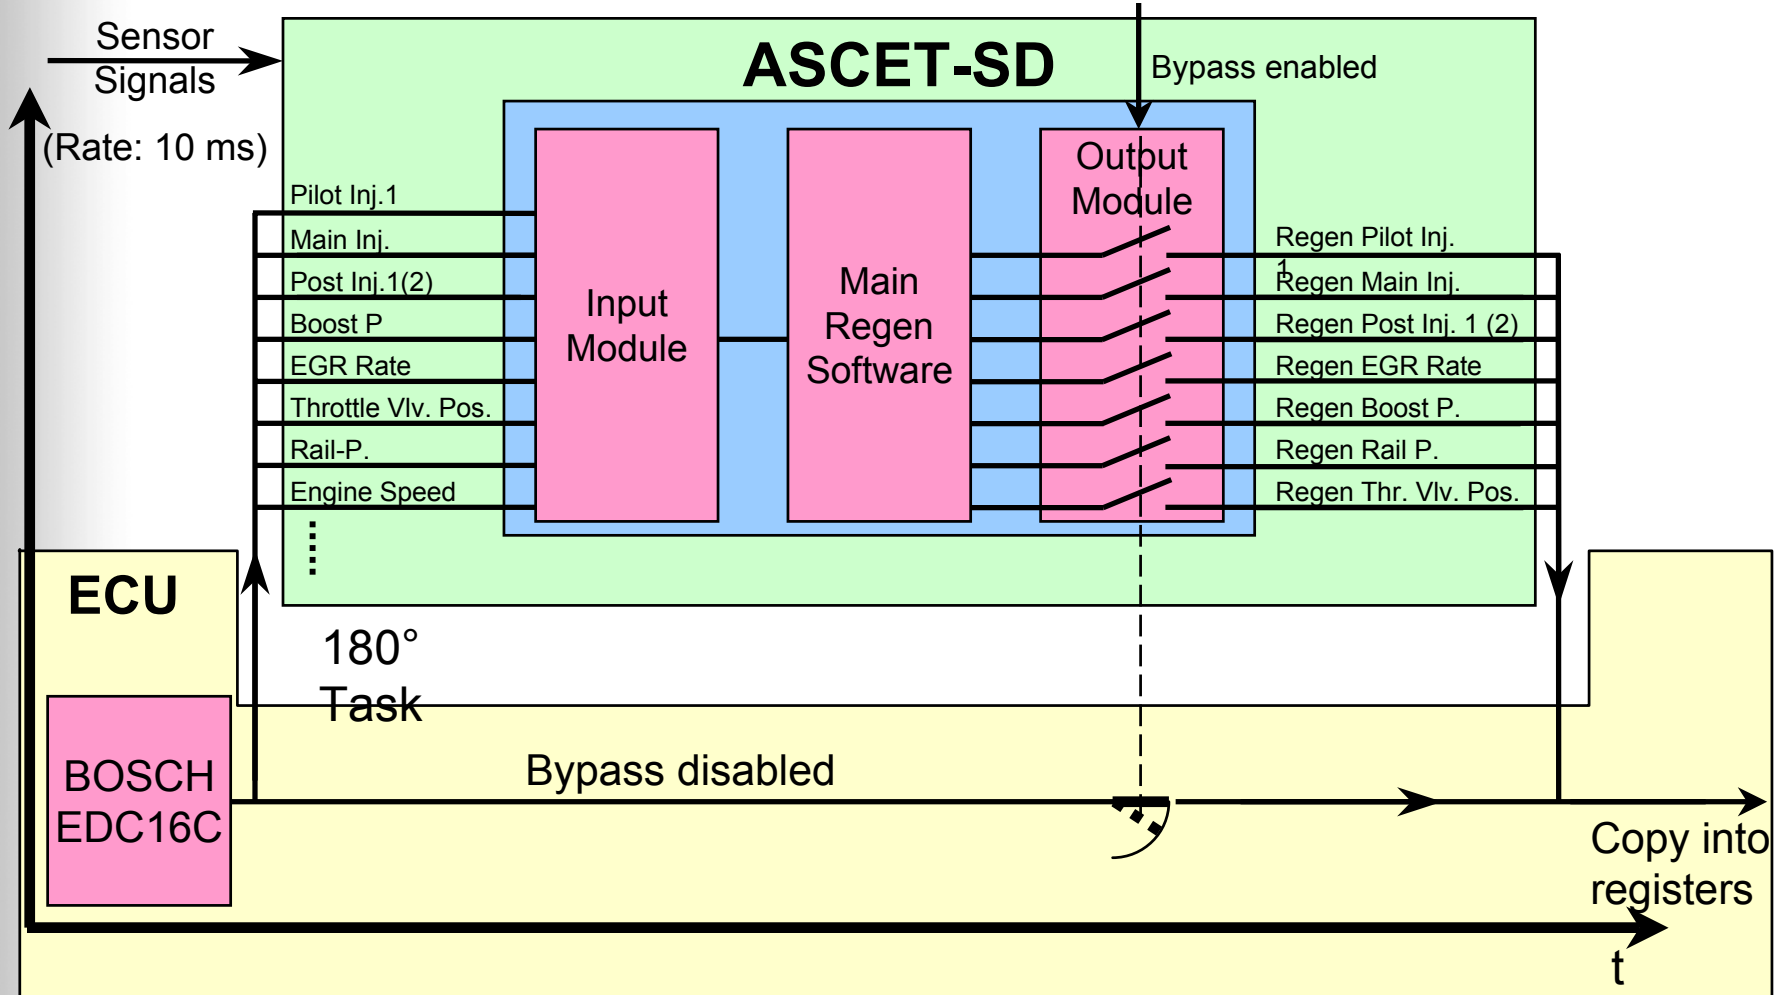 Sensor
Signals
(Rate: 10 ms)
ASCET-SD
Bypass enabled
Pilot Inj.1
Main Inj.
Post Inj.1(2)
Boost P
EGR Rate
Throttle Vlv. Pos.
Rail-P.
Engine Speed
Input
Module
Main
Regen
Software
Output
Module
Regen Pilot Inj.
1
Regen Main Inj.
Regen Post Inj. 1 (2)
Regen EGR Rate
Regen Boost P.
Regen Rail P.
Regen Thr. Vlv. Pos.
ECU
180°
Task
BOSCH
EDC16C
Bypass disabled
Copy into
registers
t